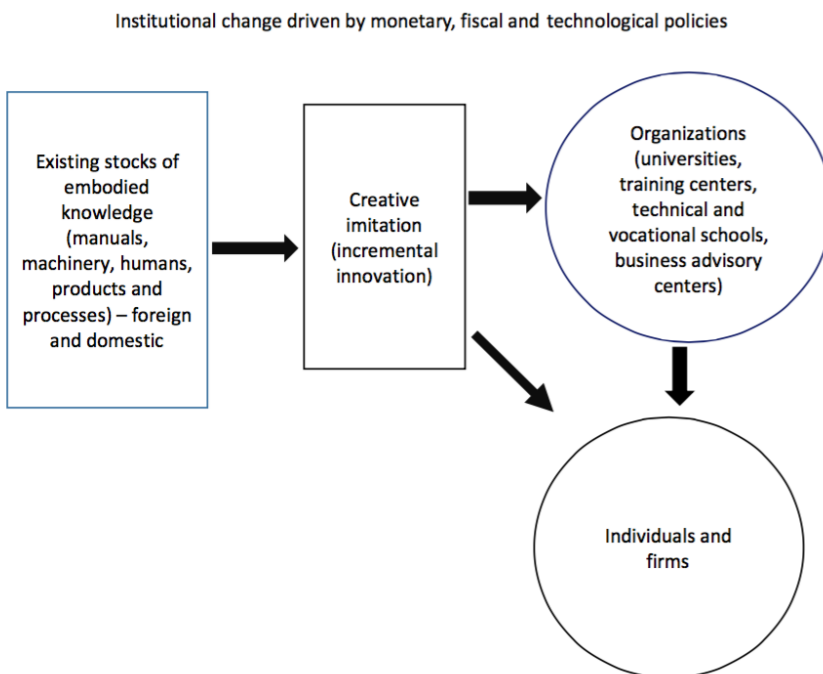 Institutional change driven by monetary, fiscal and technological policies
Existing stocks of
embodied
knowledge
(manuals,
machinery, humans,
products and
processes) – foreign
and domestic
Creative
imitation
(incremental
innovation)
Organizations
(universities,
training centers,
technical and
vocational schools,
business advisory
centers)
Individuals and
firms